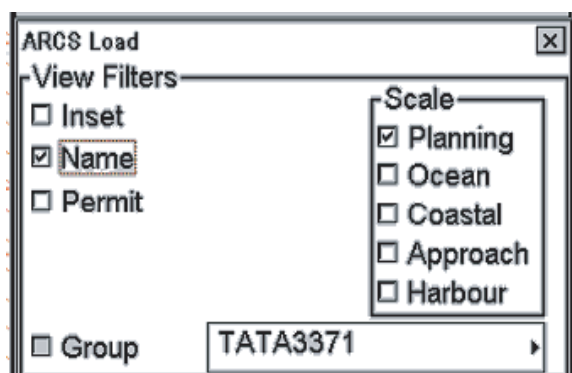 ARCS Load
View Filters
Inset
Name
Permit
Scale
Planning
Ocean
Coastal
Approach
Harbour
Group TATA3371